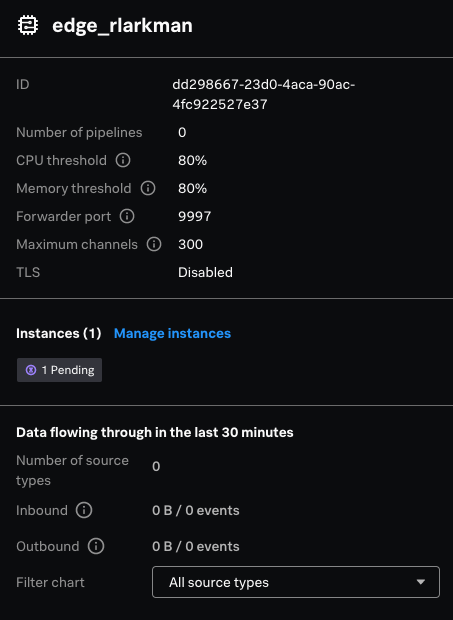 edge_rlarkman
ID dd298667-23d0-4aca-90ac-
4fc922527e37
Number of pipelines 0
CPU threshold 80%
Memory threshold 80%
Forwarder port 9997
Maximum channels 300
TLS Disabled
Instances (1) Manage instances
1 Pending
Data flowing through in the last 30 minutes
Number of source
types 0
Inbound 0 B / 0 events
Outbound 0 B / 0 events
Filter chart All source types